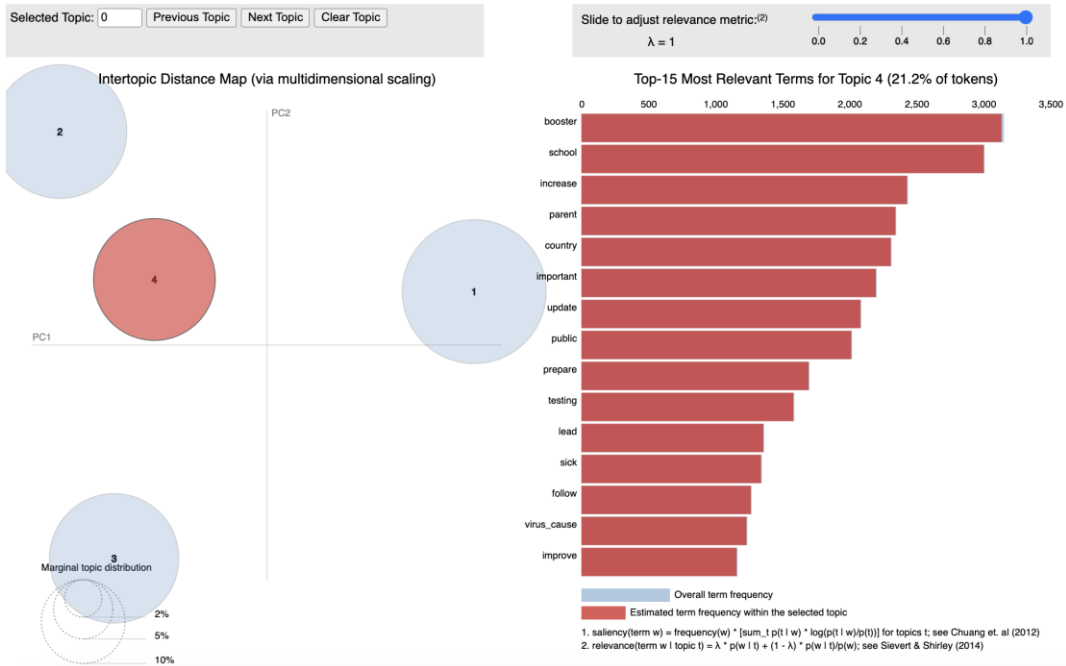 Selected Topic: 0 Previous Topic Next Topic Clear Topic
Slide to adjust relevance metric:(2)
λ = 1
0.0 0.2 0.4 0.6 0.8 1.0
Intertopic Distance Map (via multidimensional scaling)
PC2
PC1
2
4
1
3
Marginal topic distribution
2%
5%
10%
Top-15 Most Relevant Terms for Topic 4 (21.2% of tokens)
0 500 1,000 1,500 2,000 2,500 3,000 3,500
booster
school
increase
parent
country
important
update
public
prepare
testing
lead
sick
follow
virus_cause
improve
Overall term frequency
Estimated term frequency within the selected topic
1. saliency(term w) = frequency(w) * [sum_t p(t | w) * log(p(t | w)/p(t))] for topics t; see Chuang et. al (2012)
2. relevance(term w | topic t) = λ * p(w | t) + (1 - λ) * p(w | t)/p(w); see Sievert & Shirley (2014)